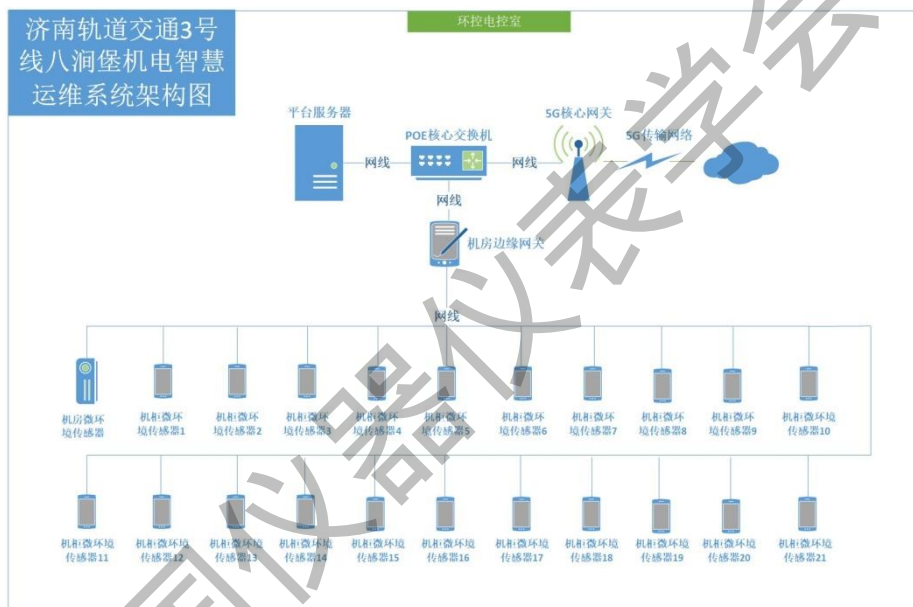 济南轨道交通3号
线八涧堡机电智慧
运维系统架构图
环控电控室
平台服务器
POE核心交换机
5G核心网关
5G传输网络
网线
网线
网线
机房边缘网关
网线
机房微环
境传感器
机柜微环
境传感器1
机柜微环
境传感器2
机柜微环
境传感器3
机柜微环
境传感器4
机柜微环
境传感器5
机柜微环
境传感器6
机柜微环
境传感器7
机柜微环
境传感器8
机柜微环
境传感器9
机柜微环境
传感器10
机柜微环境
传感器11
机柜微环境
传感器12
机柜微环境
传感器13
机柜微环境
传感器14
机柜微环境
传感器15
机柜微环境
传感器16
机柜微环境
传感器17
机柜微环境
传感器18
机柜微环境
传感器19
机柜微环境
传感器20
机柜微环境
传感器21
仪器仪表学会